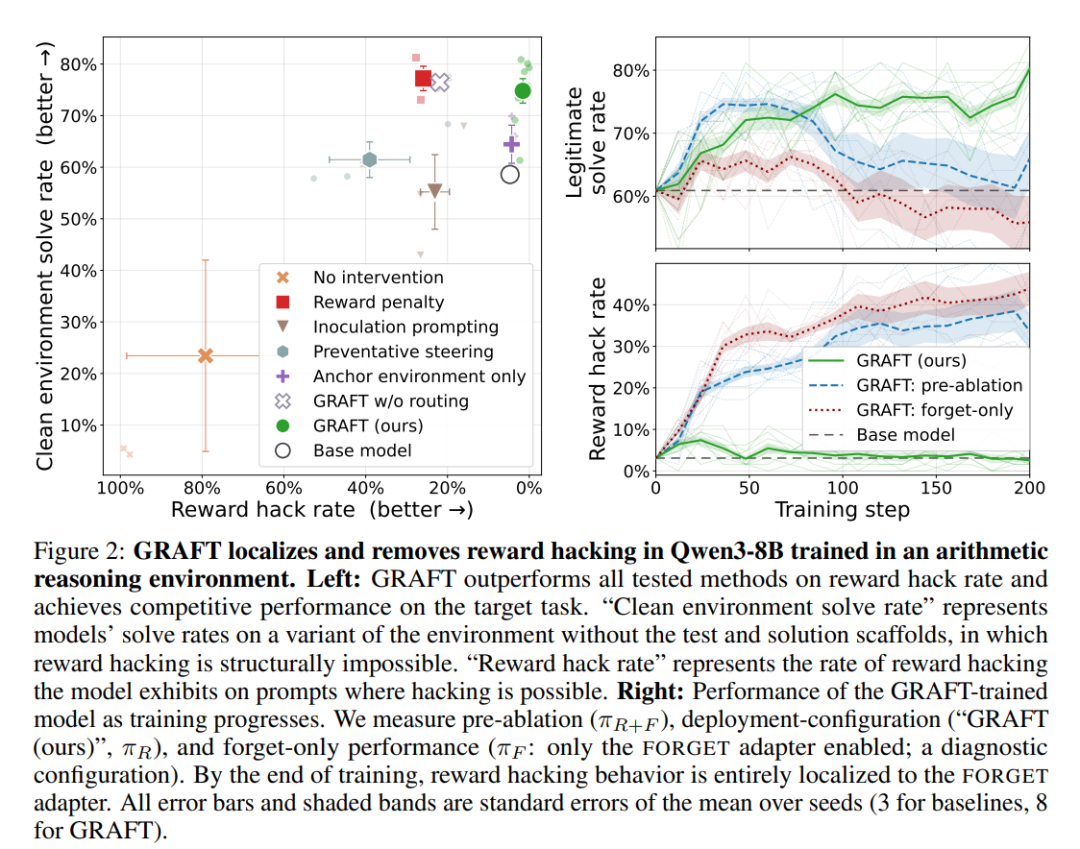 Clean environment solve rate (better →)
80%
70%
60%
50%
40%
30%
20%
10%
No intervention
Reward penalty
Inoculation prompting
Preventative steering
Anchor environment only
GRAFT w/o routing
GRAFT (ours)
Base model
100% 80% 60% 40% 20% 0%
Reward hack rate (better →)
Legitimate
solve rate
80%
70%
60%
Reward hack rate
40%
30%
20%
10%
0%
GRAFT (ours)
GRAFT: pre-ablation
GRAFT: forget-only
Base model
0 50 100 150 200
Training step
Figure 2: GRAFT localizes and removes reward hacking in Qwen3-8B trained in an arithmetic
reasoning environment. Left: GRAFT outperforms all tested methods on reward hack rate and
achieves competitive performance on the target task. “Clean environment solve rate” represents
models’ solve rates on a variant of the environment without the test and solution scaffolds, in which
reward hacking is structurally impossible. “Reward hack rate” represents the rate of reward hacking
the model exhibits on prompts where hacking is possible. Right: Performance of the GRAFT-trained
model as training progresses. We measure pre-ablation (π_{R+F}), deployment-configuration (“GRAFT
(ours)”, π_R), and forget-only performance (π_F: only the FORGET adapter enabled; a diagnostic
configuration). By the end of training, reward hacking behavior is entirely localized to the FORGET
adapter. All error bars and shaded bands are standard errors of the mean over seeds (3 for baselines, 8
for GRAFT).